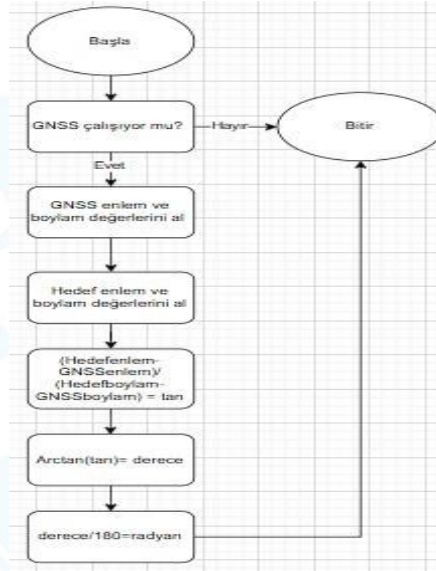 Başla
GNSS çalışıyor mu?
Hayır
Bitir
Evet
GNSS enlem ve
boylam değerlerini al
Hedef enlem ve
boylam değerlerini al
(Hedefenlem-
GNSSenlem)/
(Hedefboylam-
GNSSboylam) = tan
Arctan(tan)= derece
derece/180=radyan